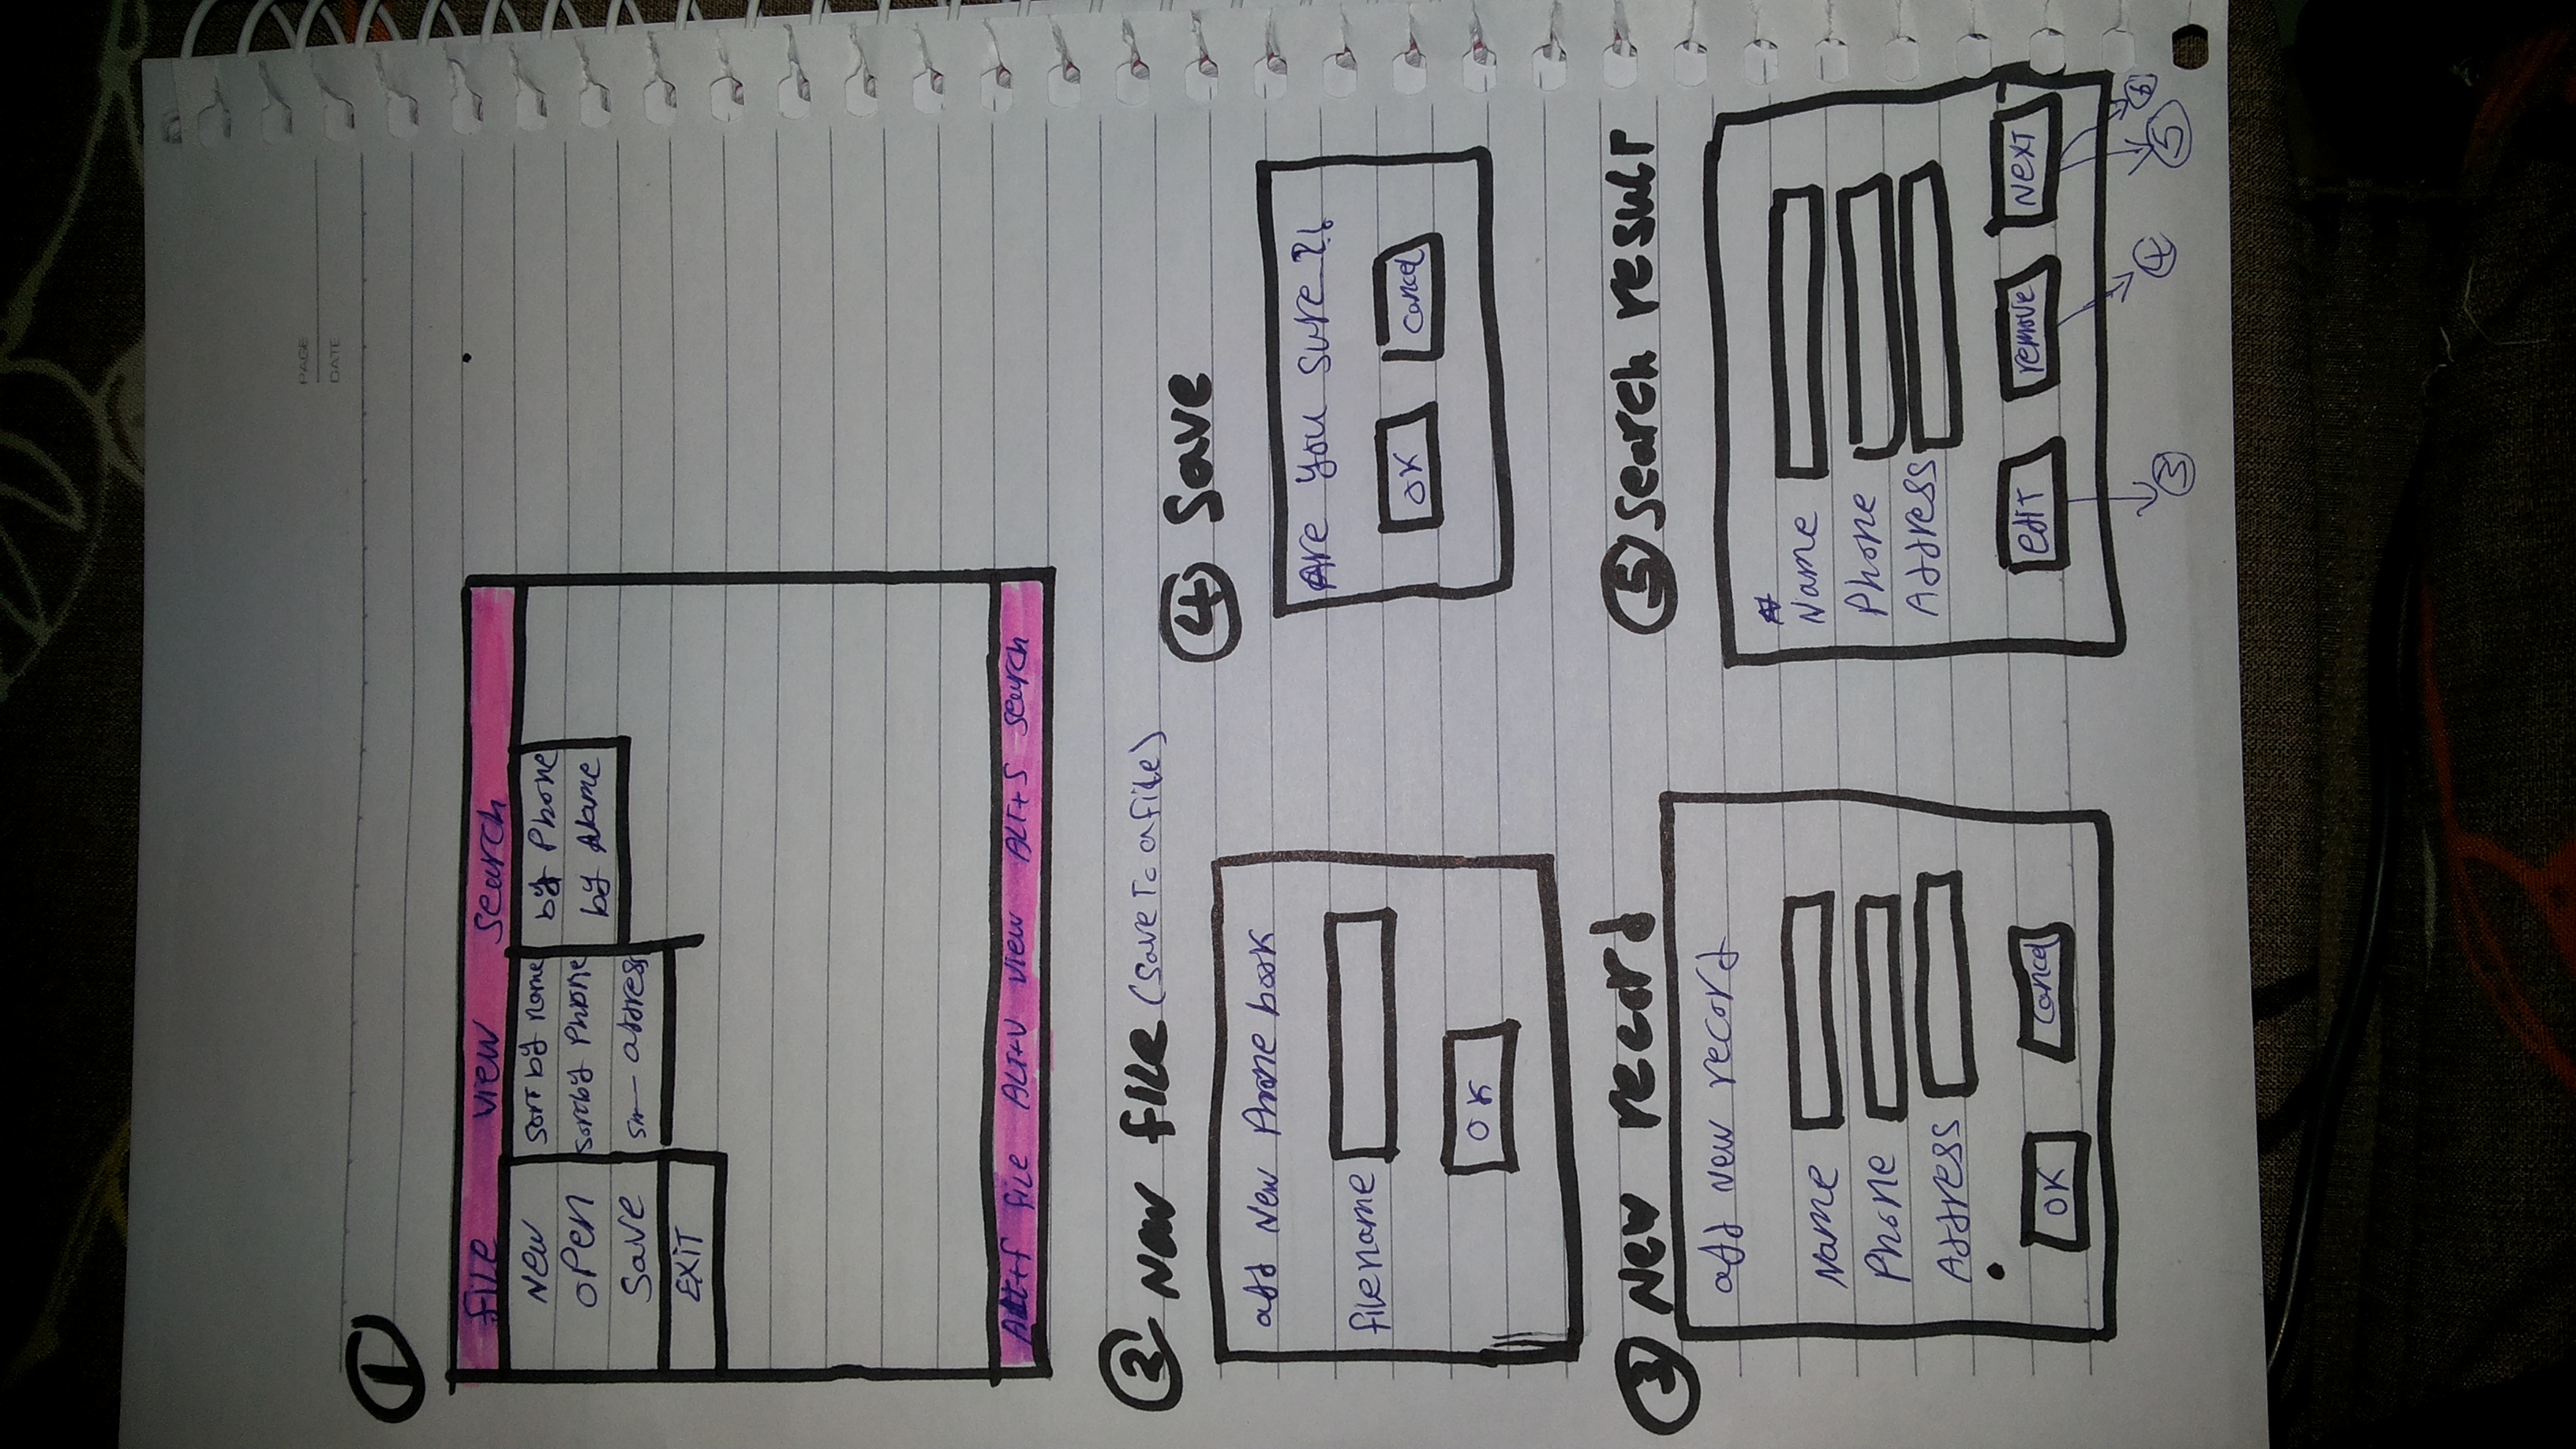 PAGE
DATE
1
file view search
New sort by name by Phone
open sort by Phone by Name
save address
EXIT
Alt+f file ALT+V view ALT+S search
2 New file (save To a file)
add New Phone book
filename
OK
4 Save
Are you sure ?!
OK Cancel
3 New record
add New record
Name
Phone
Address
OK Cancel
5 search result
Name
Phone
Address
edit remove Next
3 4 5 6